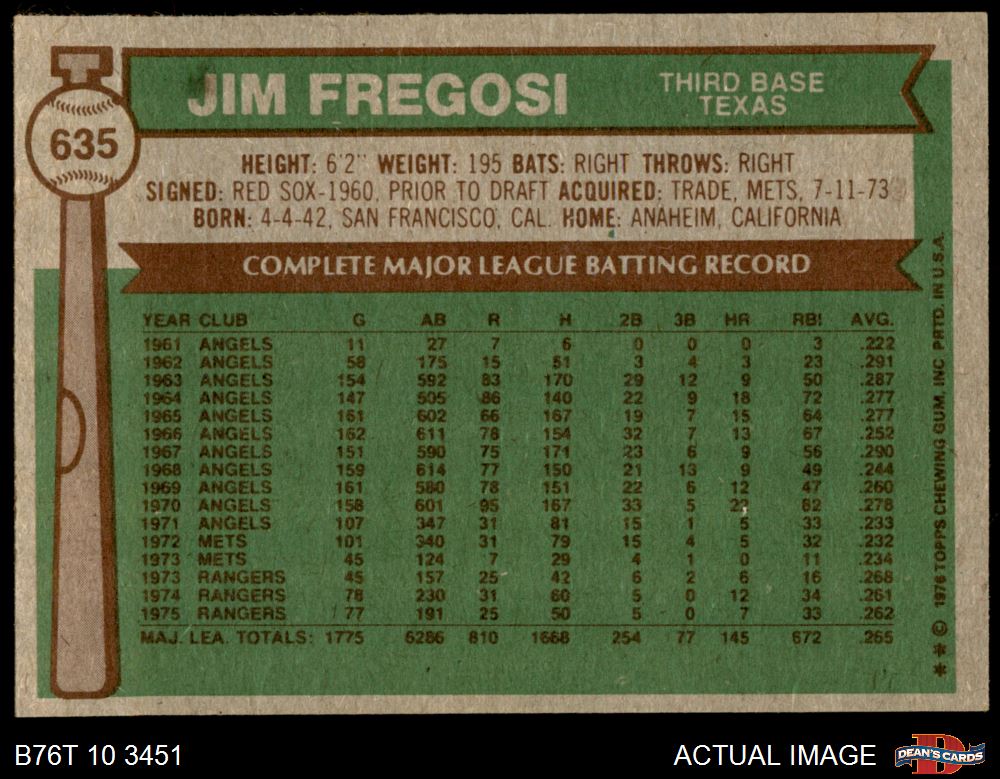 JIM FREGOSI
THIRD BASE
TEXAS
635
HEIGHT: 6'2" WEIGHT: 195 BATS: RIGHT THROWS: RIGHT
SIGNED: RED SOX-1960, PRIOR TO DRAFT ACQUIRED: TRADE, METS, 7-11-73
BORN: 4-4-42, SAN FRANCISCO, CAL. HOME: ANAHEIM, CALIFORNIA
COMPLETE MAJOR LEAGUE BATTING RECORD
YEAR CLUB G AB R H 2B 3B HR RBI AVG.
1961 ANGELS 11 27 7 6 0 0 0 3 .222
1962 ANGELS 58 175 15 51 3 4 3 23 .291
1963 ANGELS 154 592 83 170 29 12 9 50 .287
1964 ANGELS 147 505 86 140 22 9 18 72 .277
1965 ANGELS 161 602 66 167 19 7 15 64 .277
1966 ANGELS 162 611 78 154 32 7 13 67 .252
1967 ANGELS 151 590 75 171 23 6 9 56 .290
1968 ANGELS 159 614 77 150 21 13 9 49 .244
1969 ANGELS 161 580 78 151 22 6 12 47 .260
1970 ANGELS 158 601 95 167 33 5 22 82 .278
1971 ANGELS 107 347 31 81 15 1 5 33 .233
1972 METS 101 340 31 79 15 4 5 32 .232
1973 METS 45 124 7 29 4 1 0 11 .234
1973 RANGERS 45 157 25 42 6 2 6 16 .268
1974 RANGERS 78 230 31 60 5 0 12 34 .261
1975 RANGERS 77 191 25 50 5 0 7 33 .262
MAJ. LEA. TOTALS: 1775 6286 810 1668 254 77 145 672 .265
* * © 1976 TOPPS CHEWING GUM, INC PRTD. IN U.S.A.
B76T 10 3451
ACTUAL IMAGE
DEAN'S CARDS